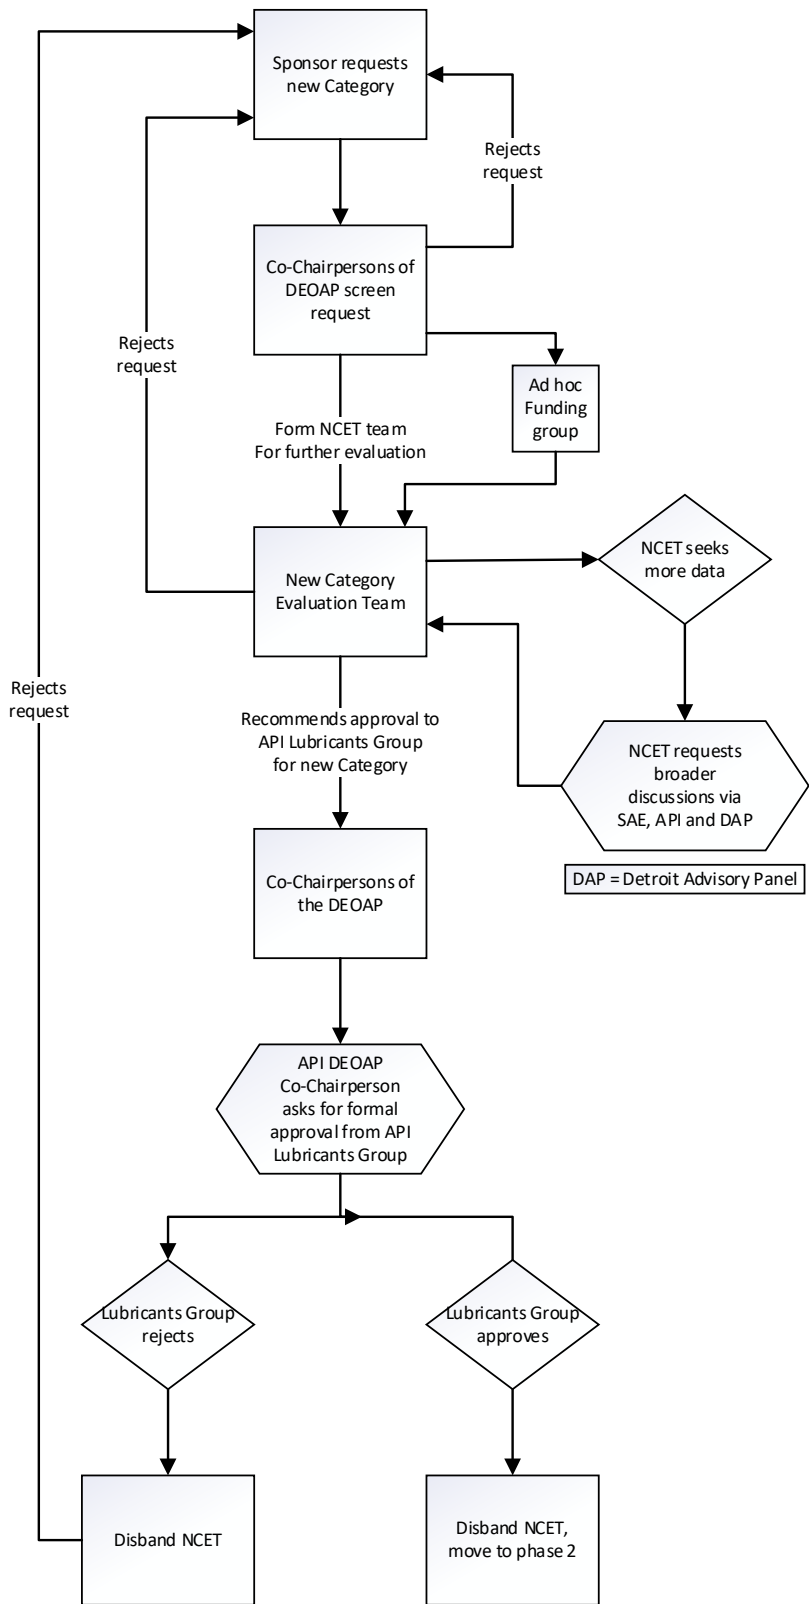 Sponsor requests
new Category
Rejects
request
Co-Chairpersons of
DEOAP screen
request
Rejects
request
Ad hoc
Funding
group
Form NCET team
For further evaluation
New Category
Evaluation Team
NCET seeks
more data
Rejects
request
Recommends approval to
API Lubricants Group
for new Category
NCET requests
broader
discussions via
SAE, API and DAP
Co-Chairpersons of
the DEOAP
DAP = Detroit Advisory Panel
API DEOAP
Co-Chairperson
asks for formal
approval from API
Lubricants Group
Lubricants Group
rejects
Lubricants Group
approves
Disband NCET
Disband NCET,
move to phase 2